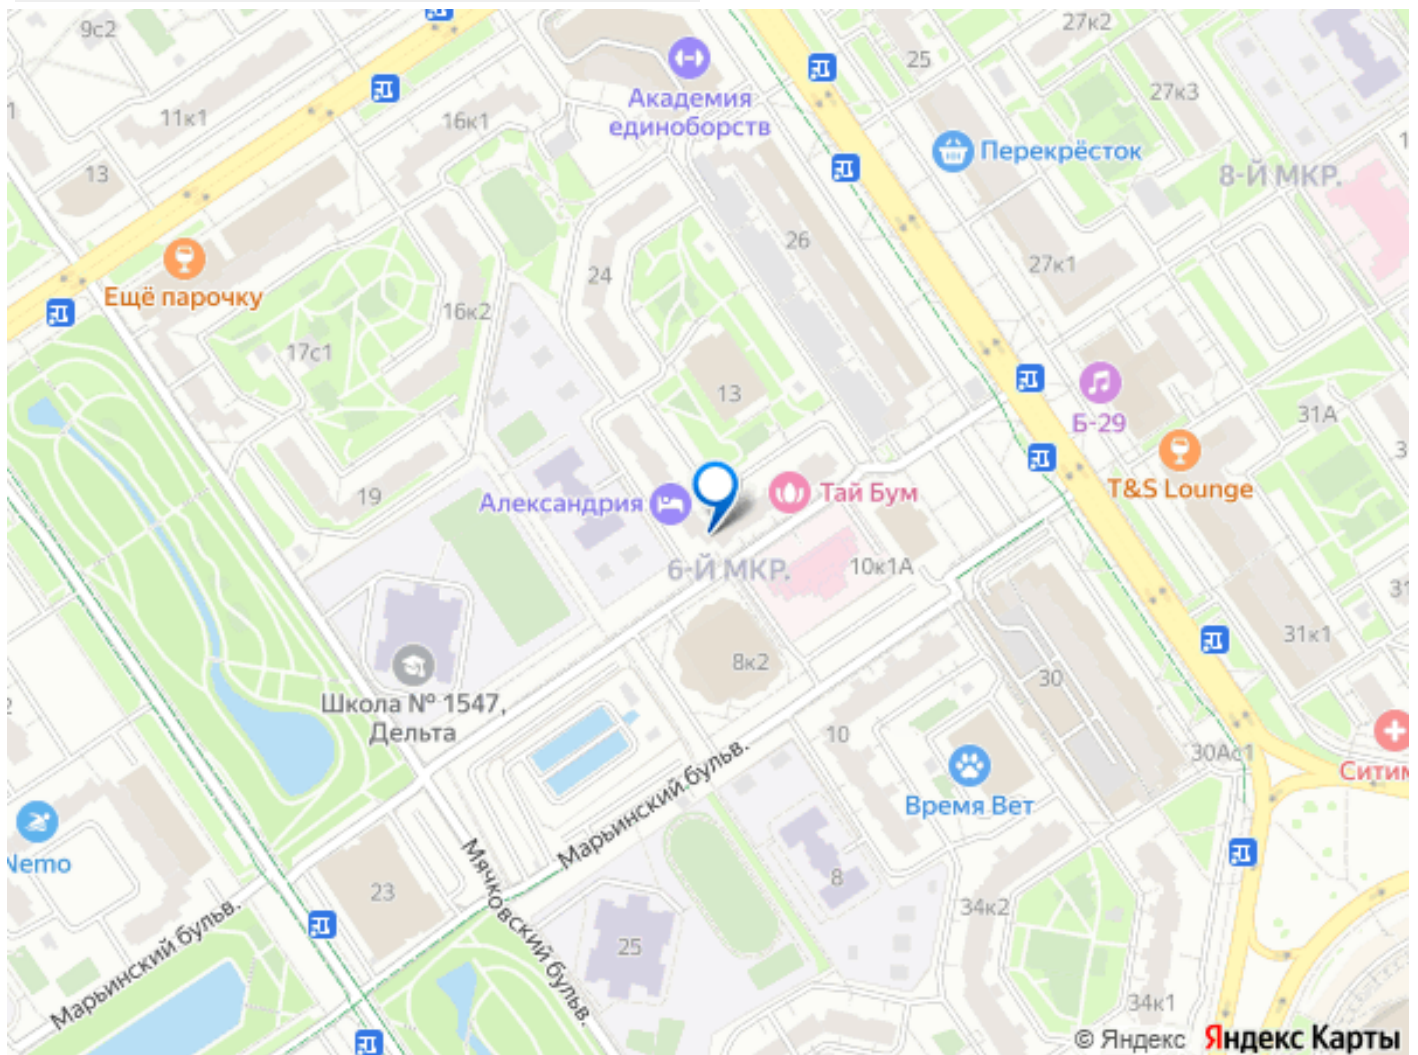 9с2
27к2
25
Академия
единоборств
27к3
11к1
16к1
Перекрёсток
1
13
8-Й МКР.
26
27к1
24
Ещё парочку
16к2
17с1
13
Б-29
31А
T&S Lounge
19
Александрия
Тай Бум
6-Й МКР.
10к1А
31к1
8к2
30
Школа № 1547,
Дельта
10
30Ас1
Время Вет
Ситим
Марьинский бульв.
Nemo
23
8
Мячковский бульв.
34к2
25
Марьинский бульв.
34к1
© Яндекс Яндекс Карты